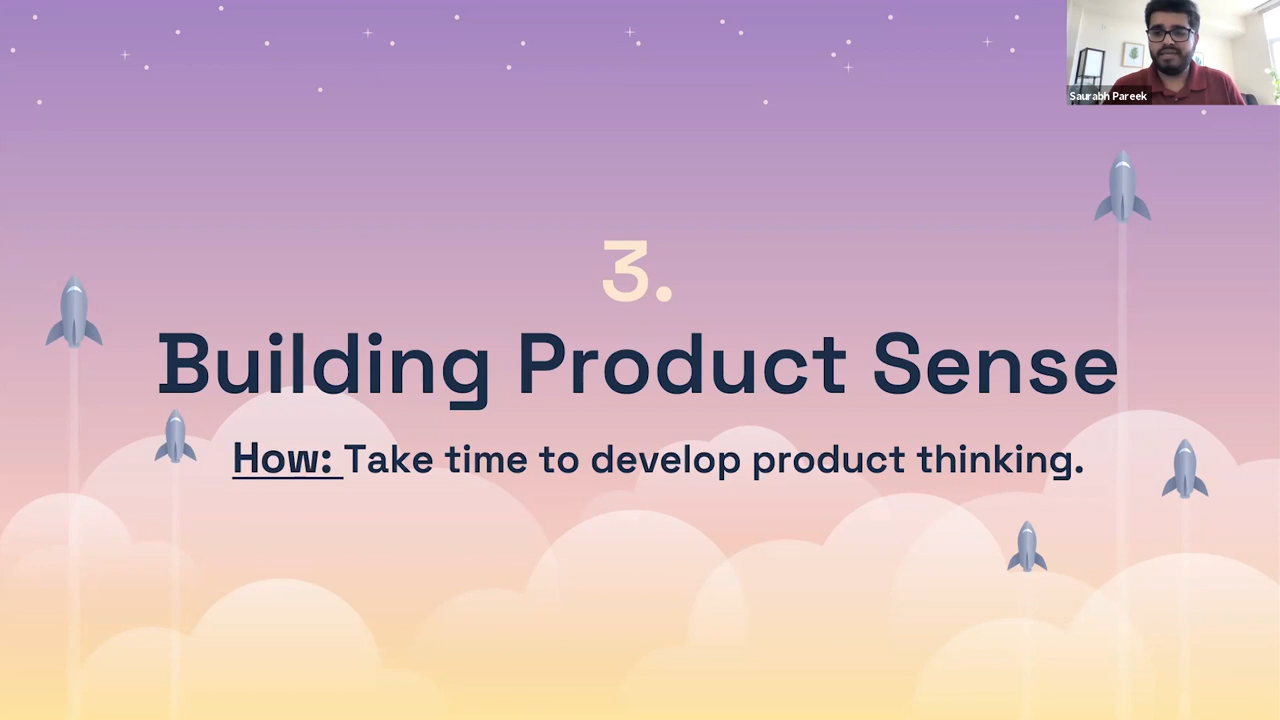 Saurabh Pareek
3.
Building Product Sense
How: Take time to develop product thinking.